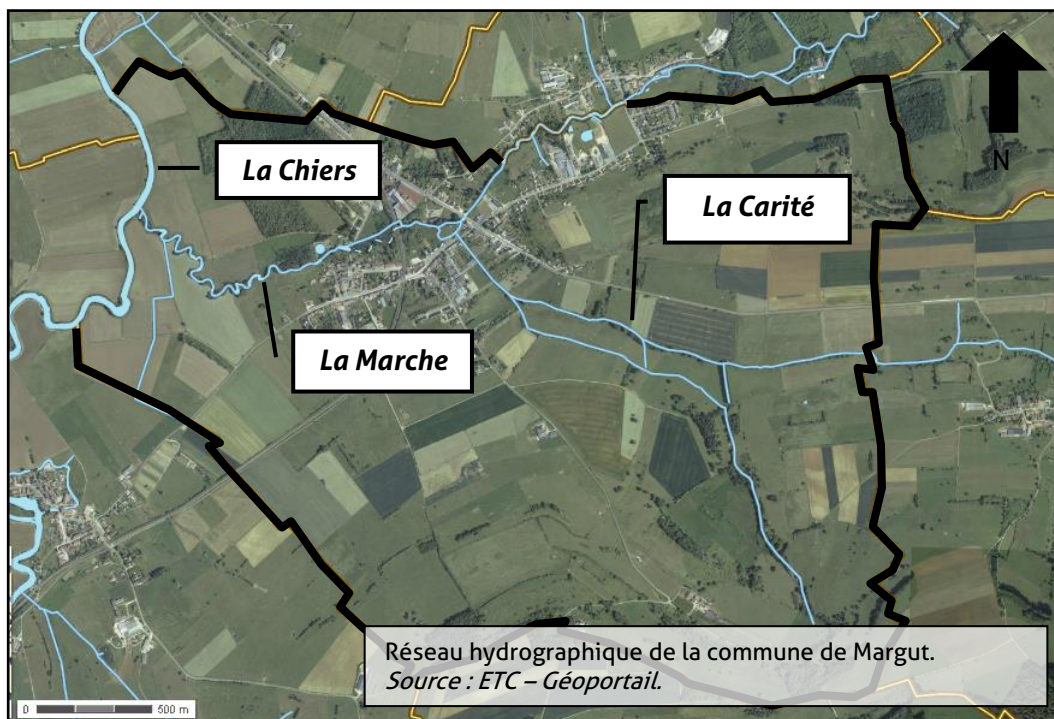 N
La Chiers
La Carité
La Marche
Réseau hydrographique de la commune de Margut.
Source : ETC – Géoportail.
0 500 m